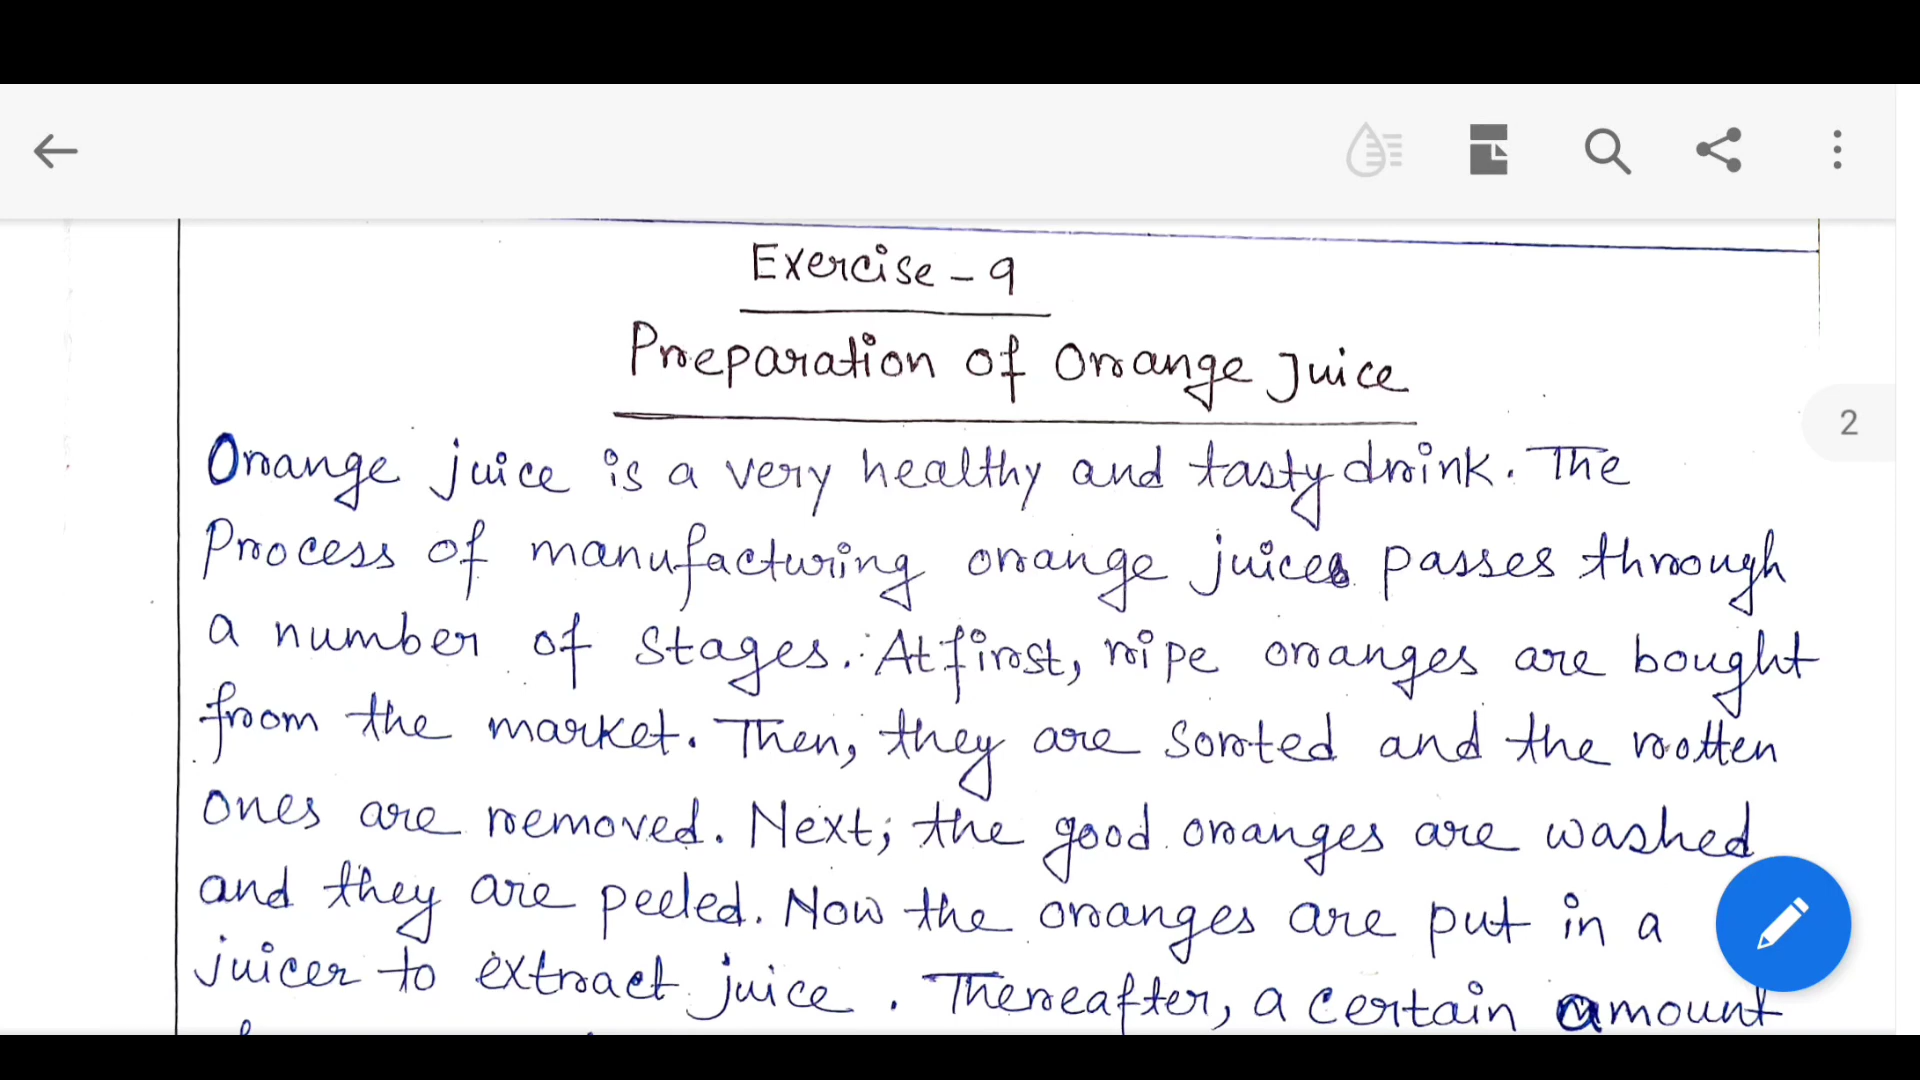 Exercise - 9
Preparation of Orange Juice
2
Orange juice is a very healthy and tasty drink. The
Process of manufacturing orange juices passes through
a number of stages. At first, ripe oranges are bought
from the market. Then, they are sorted and the rotten
ones are removed. Next, the good oranges are washed
and they are peeled. Now the oranges are put in a
juicer to extract juice. Thereafter, a certain amount